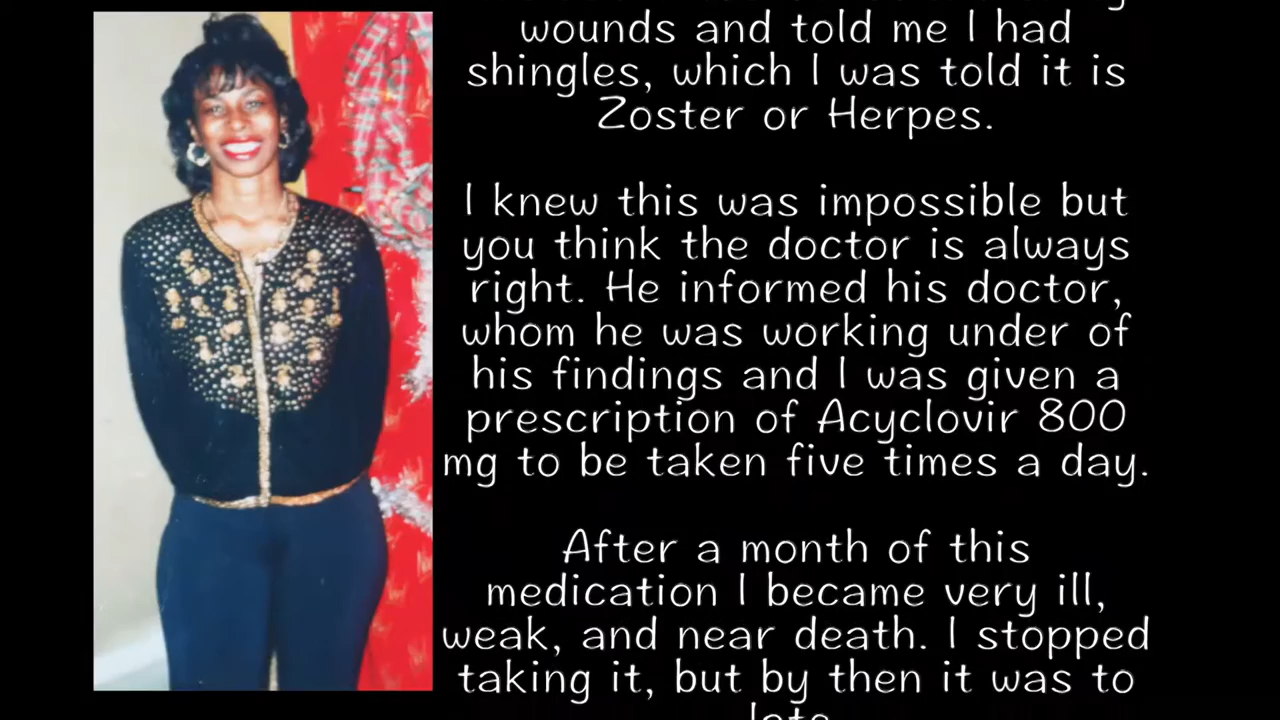 wounds and told me I had
shingles, which I was told it is
Zoster or Herpes.
I knew this was impossible but
you think the doctor is always
right. He informed his doctor,
whom he was working under of
his findings and I was given a
prescription of Acyclovir 800
mg to be taken five times a day.
After a month of this
medication I became very ill,
weak, and near death. I stopped
taking it, but by then it was to